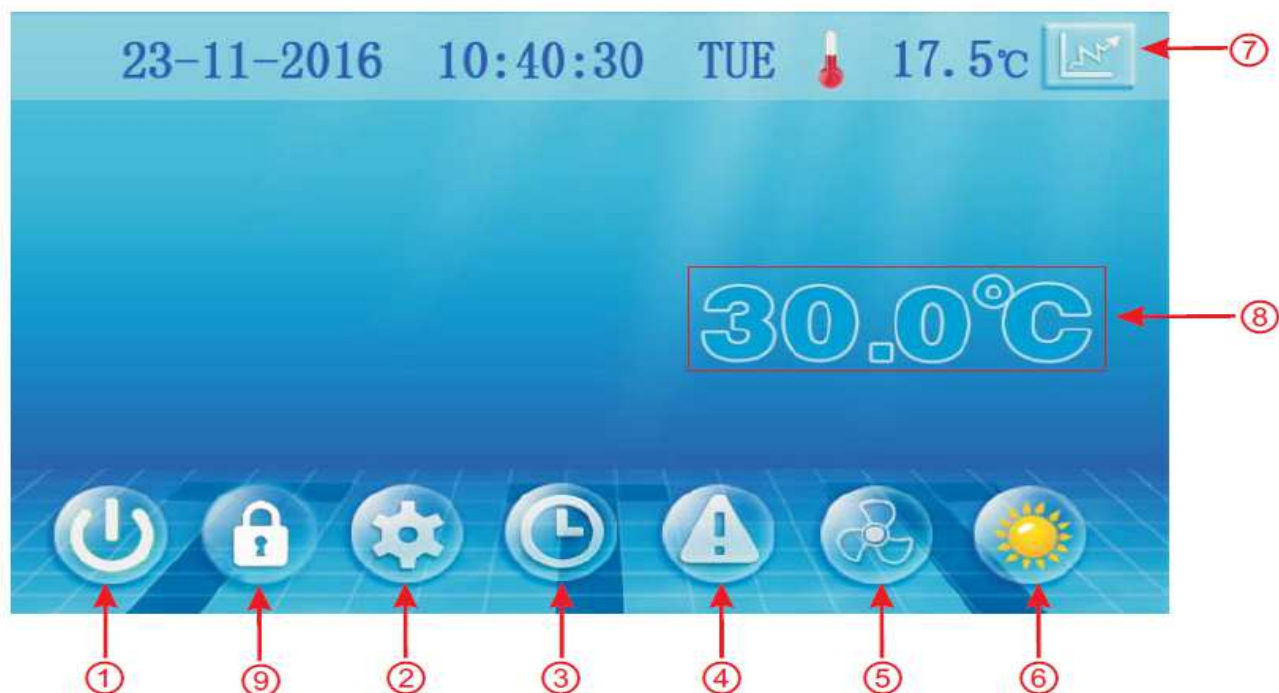 23-11-2016 10:40:30 TUE 17.5℃ ⑦
30.0℃ ⑧
① ⑨ ② ③ ④ ⑤ ⑥